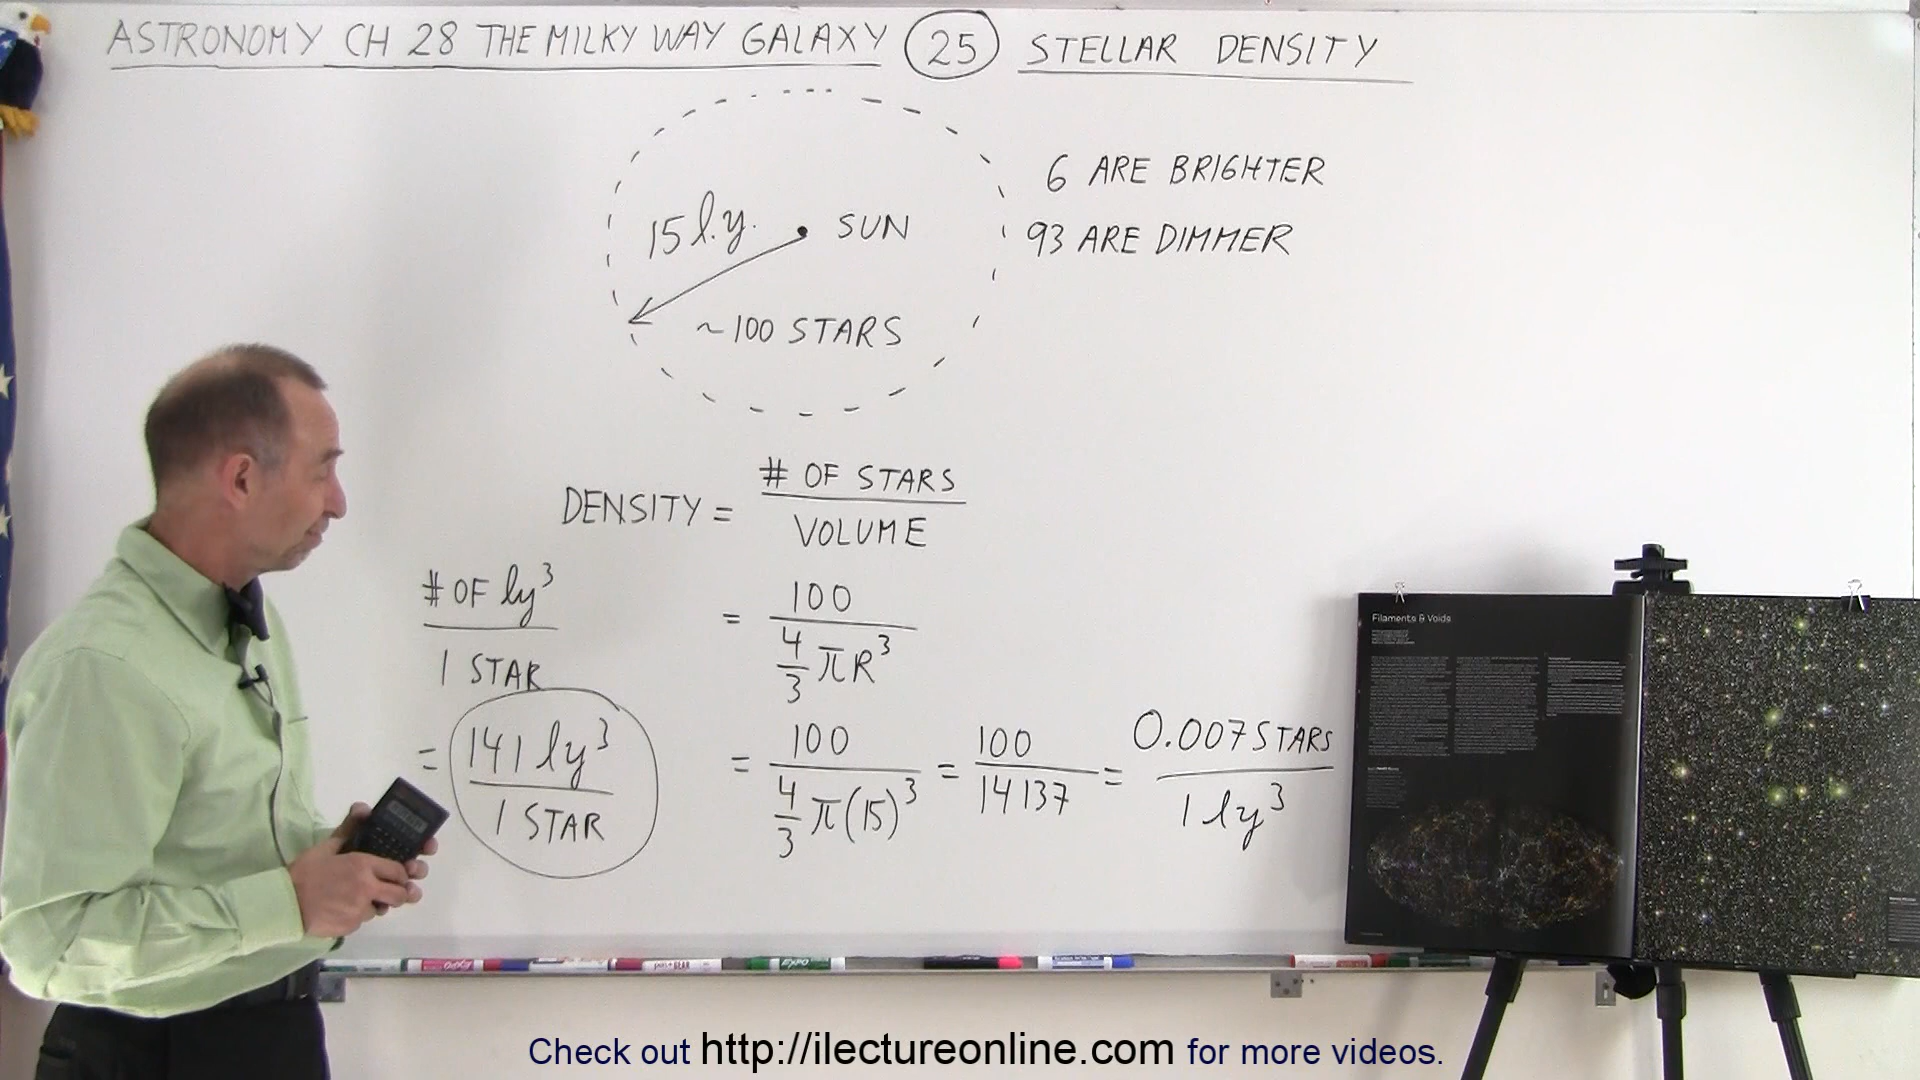 ASTRONOMY CH 28 THE MILKY WAY GALAXY 25 STELLAR DENSITY
6 ARE BRIGHTER
15 l.y. SUN
93 ARE DIMMER
~100 STARS
DENSITY = # OF STARS
VOLUME
# OF ly³
1 STAR
= 100
4/3 πR³
= 141 ly³
1 STAR
= 100
4/3 π(15)³
= 100
14137
= 0.007 STARS
1 ly³
Filaments & Voids
EXPO
Check out http://ilectureonline.com for more videos.